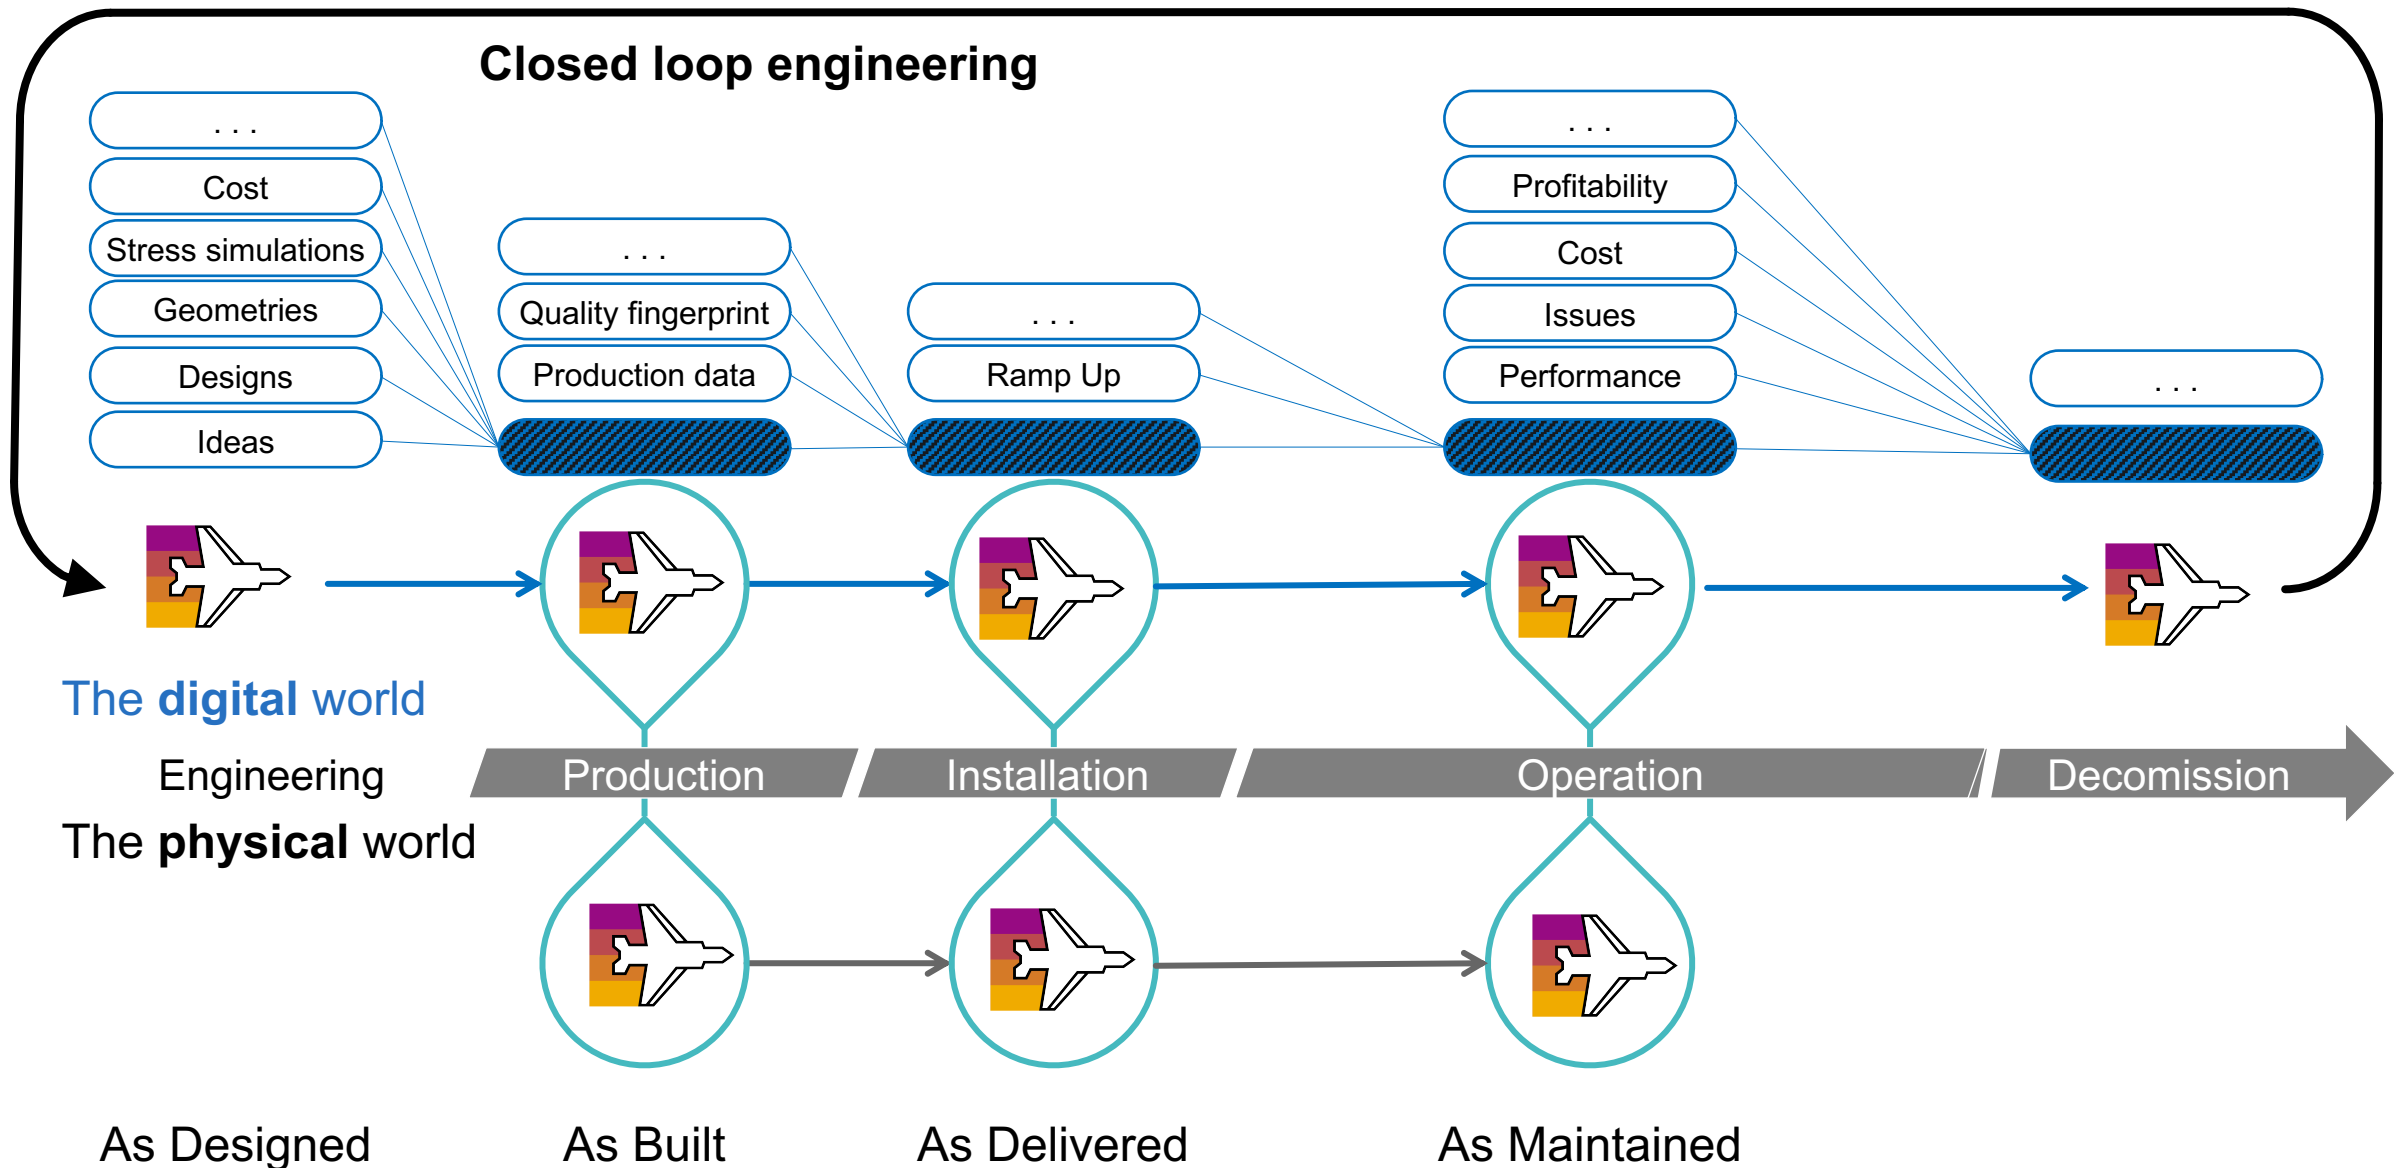 Closed loop engineering
. . .
Cost
Stress simulations
Geometries
Designs
Ideas
. . .
Quality fingerprint
Production data
. . .
Ramp Up
. . .
Profitability
Cost
Issues
Performance
. . .
The digital world
Engineering
Production
Installation
Operation
Decomission
The physical world
As Designed
As Built
As Delivered
As Maintained